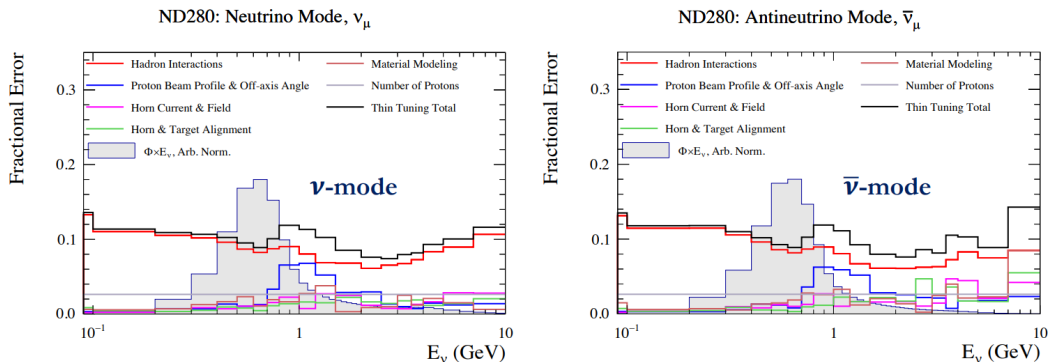 ND280: Neutrino Mode, νμ
Fractional Error
0.3
0.2
0.1
0.0
Hadron Interactions
Material Modeling
Proton Beam Profile & Off-axis Angle
Number of Protons
Horn Current & Field
Thin Tuning Total
Horn & Target Alignment
Φ×Eν, Arb. Norm.
ν-mode
10⁻¹ 1 10
Eν (GeV)
ND280: Antineutrino Mode, ν̄μ
Fractional Error
0.3
0.2
0.1
0.0
Hadron Interactions
Material Modeling
Proton Beam Profile & Off-axis Angle
Number of Protons
Horn Current & Field
Thin Tuning Total
Horn & Target Alignment
Φ×Eν, Arb. Norm.
ν̄-mode
10⁻¹ 1 10
Eν (GeV)